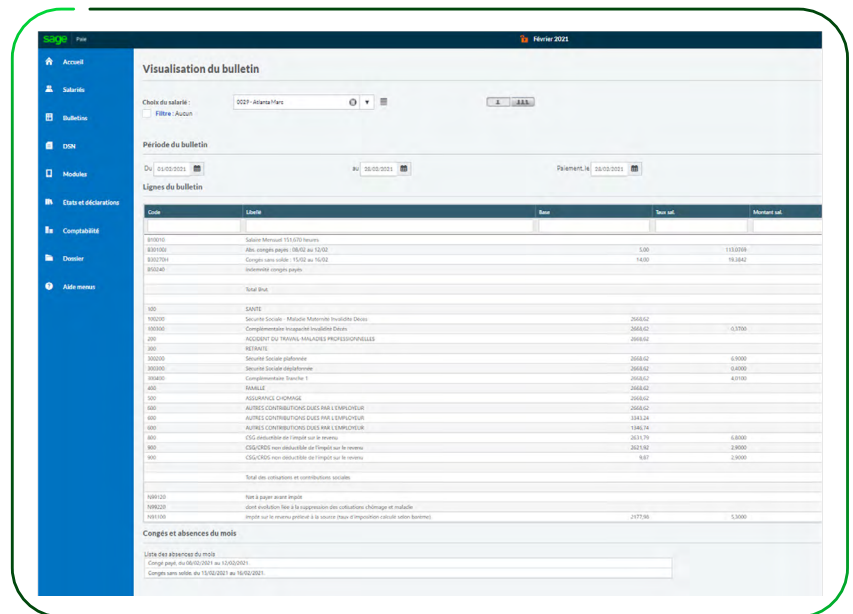 sage Paie Février 2021
Accueil
Salariés
Bulletins
DSN
Modules
Etats et déclarations
Comptabilité
Dossier
Aide menus
Visualisation du bulletin
Choix du salarié : 0027 - Atlanta Mars
Filtre : Aucun
Période du bulletin
Du 01/02/2021 au 28/02/2021 Paiement le 28/02/2021
Lignes du bulletin
Code Libellé Base Taux sal. Montant sal.
B10010 Salaire Mensuel 151,670 heures
B30100J Abs. congés payés : 08/02 au 12/02 5,00 113,0769
B30270H Congés sans solde : 15/02 au 16/02 14,00 19,3842
B50240 Indemnité congés payés
Total Brut
100 SANTE
100200 Sécurité Sociale - Maladie Maternité Invalidité Décès 2668,62
100300 Complémentaire Incapacité Invalidité Décès 2668,62 0,3700
200 ACCIDENT DU TRAVAIL-MALADIES PROFESSIONNELLES 2668,62
300 RETRAITE
300200 Sécurité Sociale plafonnée 2668,62 6,9000
300300 Sécurité Sociale déplafonnée 2668,62 0,4000
300400 Complémentaire Tranche 1 2668,62 4,0100
400 FAMILLE 2668,62
500 ASSURANCE CHOMAGE 2668,62
600 AUTRES CONTRIBUTIONS DUES PAR L'EMPLOYEUR 2668,62
600 AUTRES CONTRIBUTIONS DUES PAR L'EMPLOYEUR 3343,24
600 AUTRES CONTRIBUTIONS DUES PAR L'EMPLOYEUR 1346,74
800 CSG déductible de l'impôt sur le revenu 2631,79 6,8000
900 CSG/CRDS non déductible de l'impôt sur le revenu 2621,92 2,9000
900 CSG/CRDS non déductible de l'impôt sur le revenu 9,87 2,9000
Total des cotisations et contributions sociales
N99120 Net à payer avant impôt
N99220 dont évolution liée à la suppression des cotisations chômage et maladie
N99300 Impôt sur le revenu prélevé à la source (taux d'imposition calculé selon barème) 2177,98 5,3000
Congés et absences du mois
Liste des absences du mois
Congé payé, du 08/02/2021 au 12/02/2021.
Congés sans solde, du 15/02/2021 au 16/02/2021.